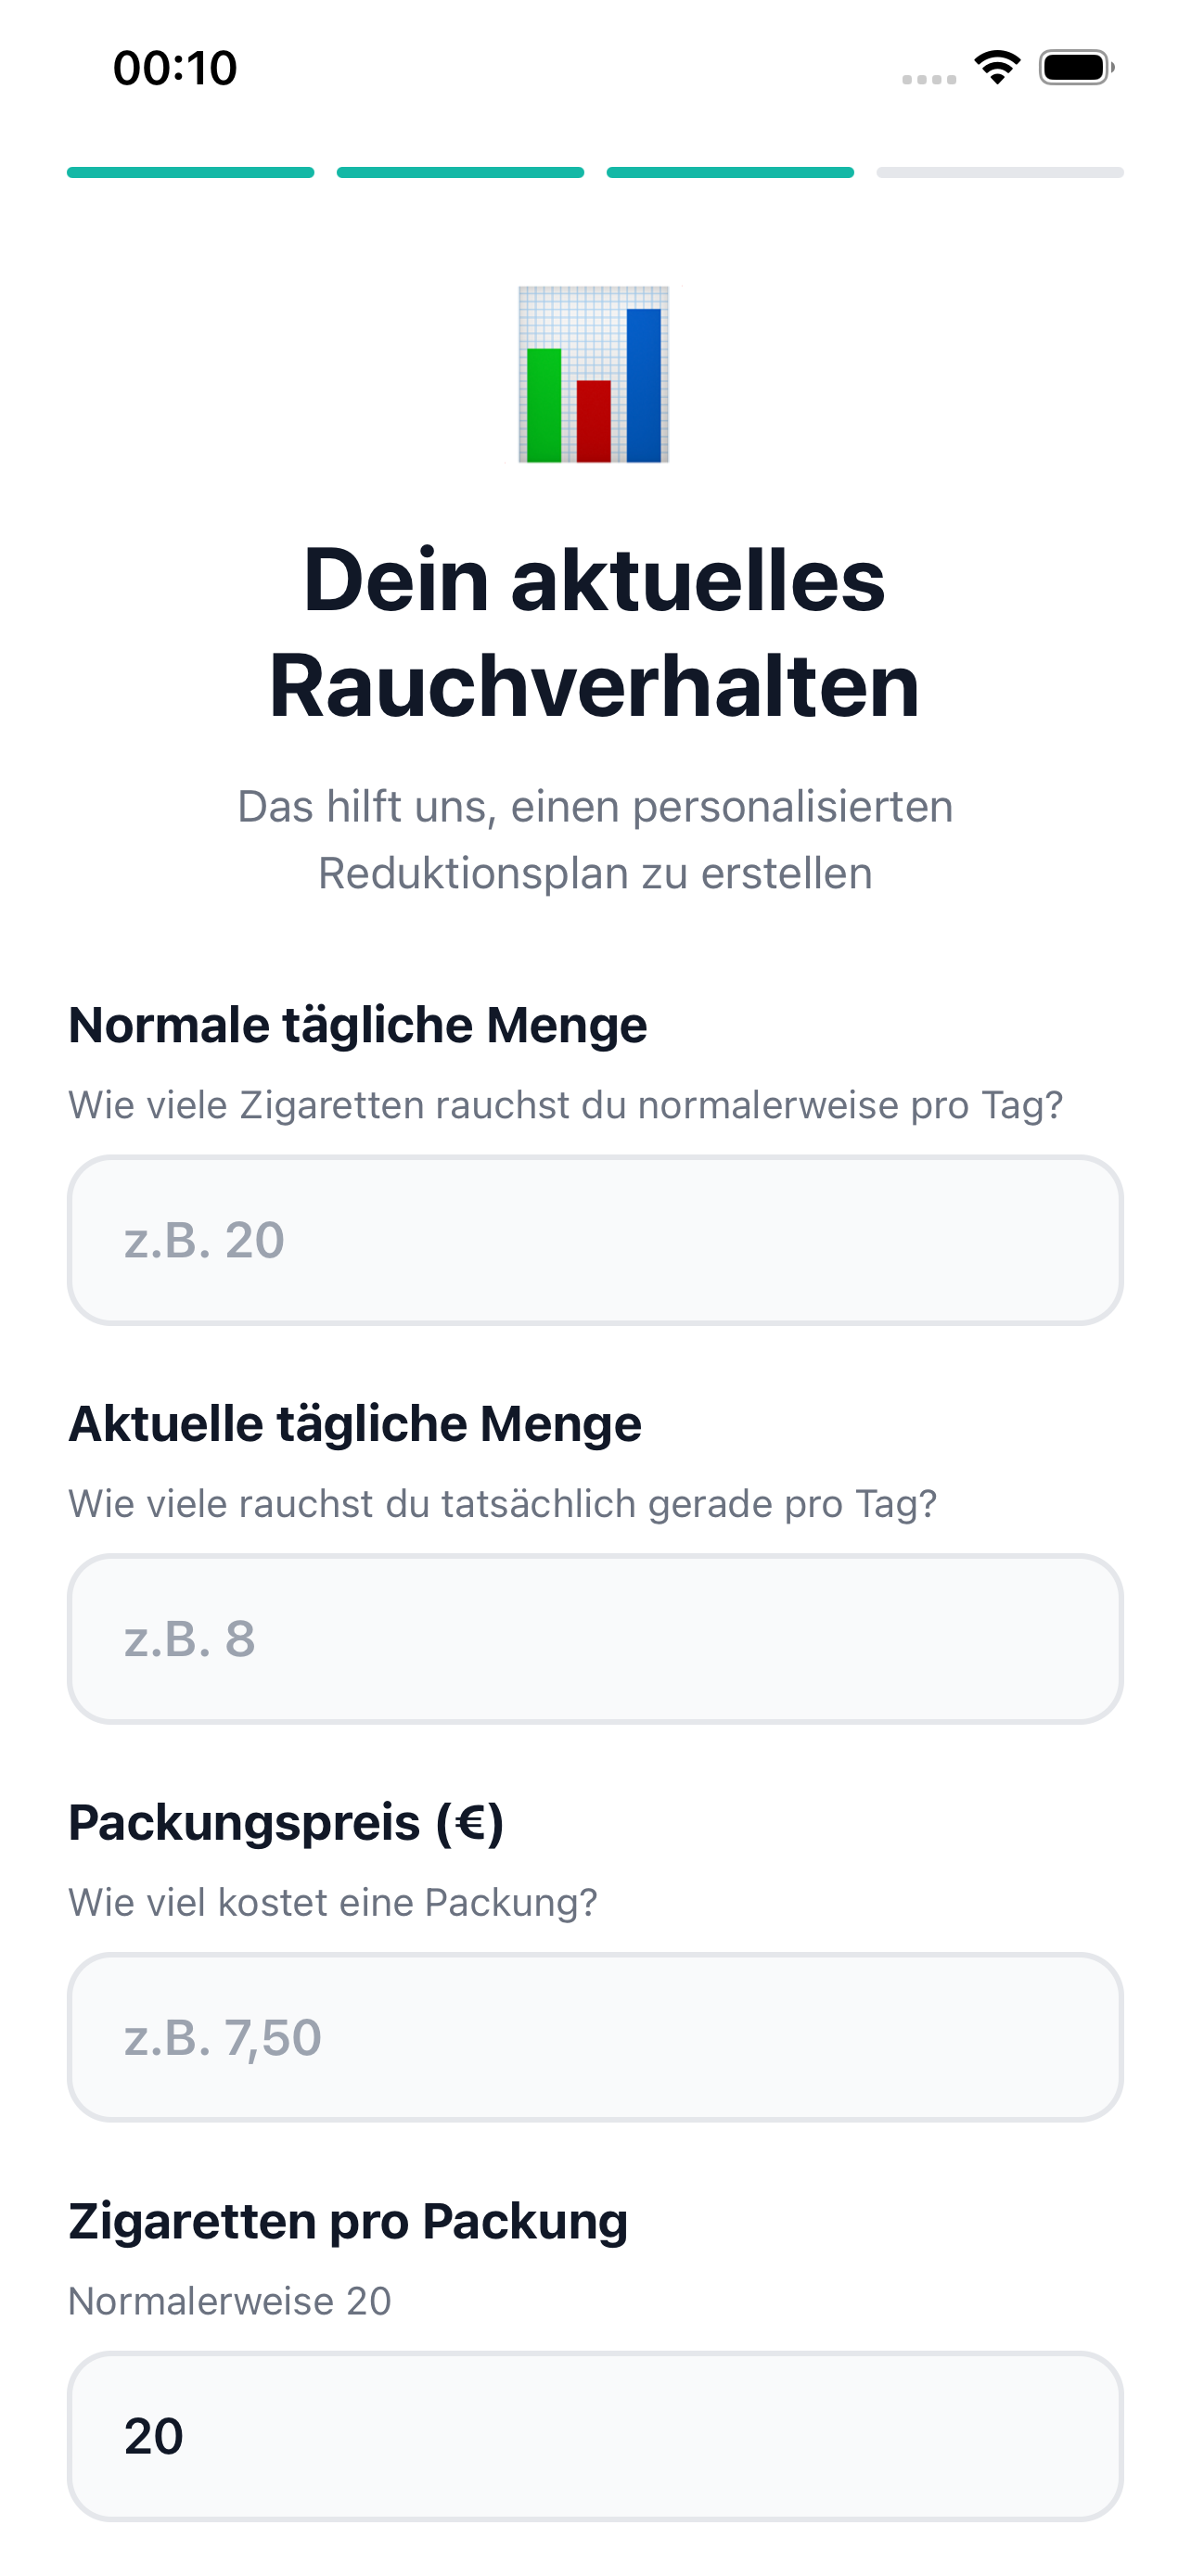 00:10
Dein aktuelles
Rauchverhalten
Das hilft uns, einen personalisierten
Reduktionsplan zu erstellen
Normale tägliche Menge
Wie viele Zigaretten rauchst du normalerweise pro Tag?
z.B. 20
Aktuelle tägliche Menge
Wie viele rauchst du tatsächlich gerade pro Tag?
z.B. 8
Packungspreis (€)
Wie viel kostet eine Packung?
z.B. 7,50
Zigaretten pro Packung
Normalerweise 20
20